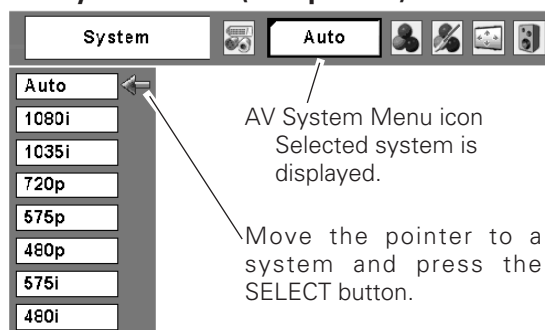 System
Auto
Auto
1080i
1035i
720p
575p
480p
575i
480i
AV System Menu icon
Selected system is
displayed.
Move the pointer to a
system and press the
SELECT button.